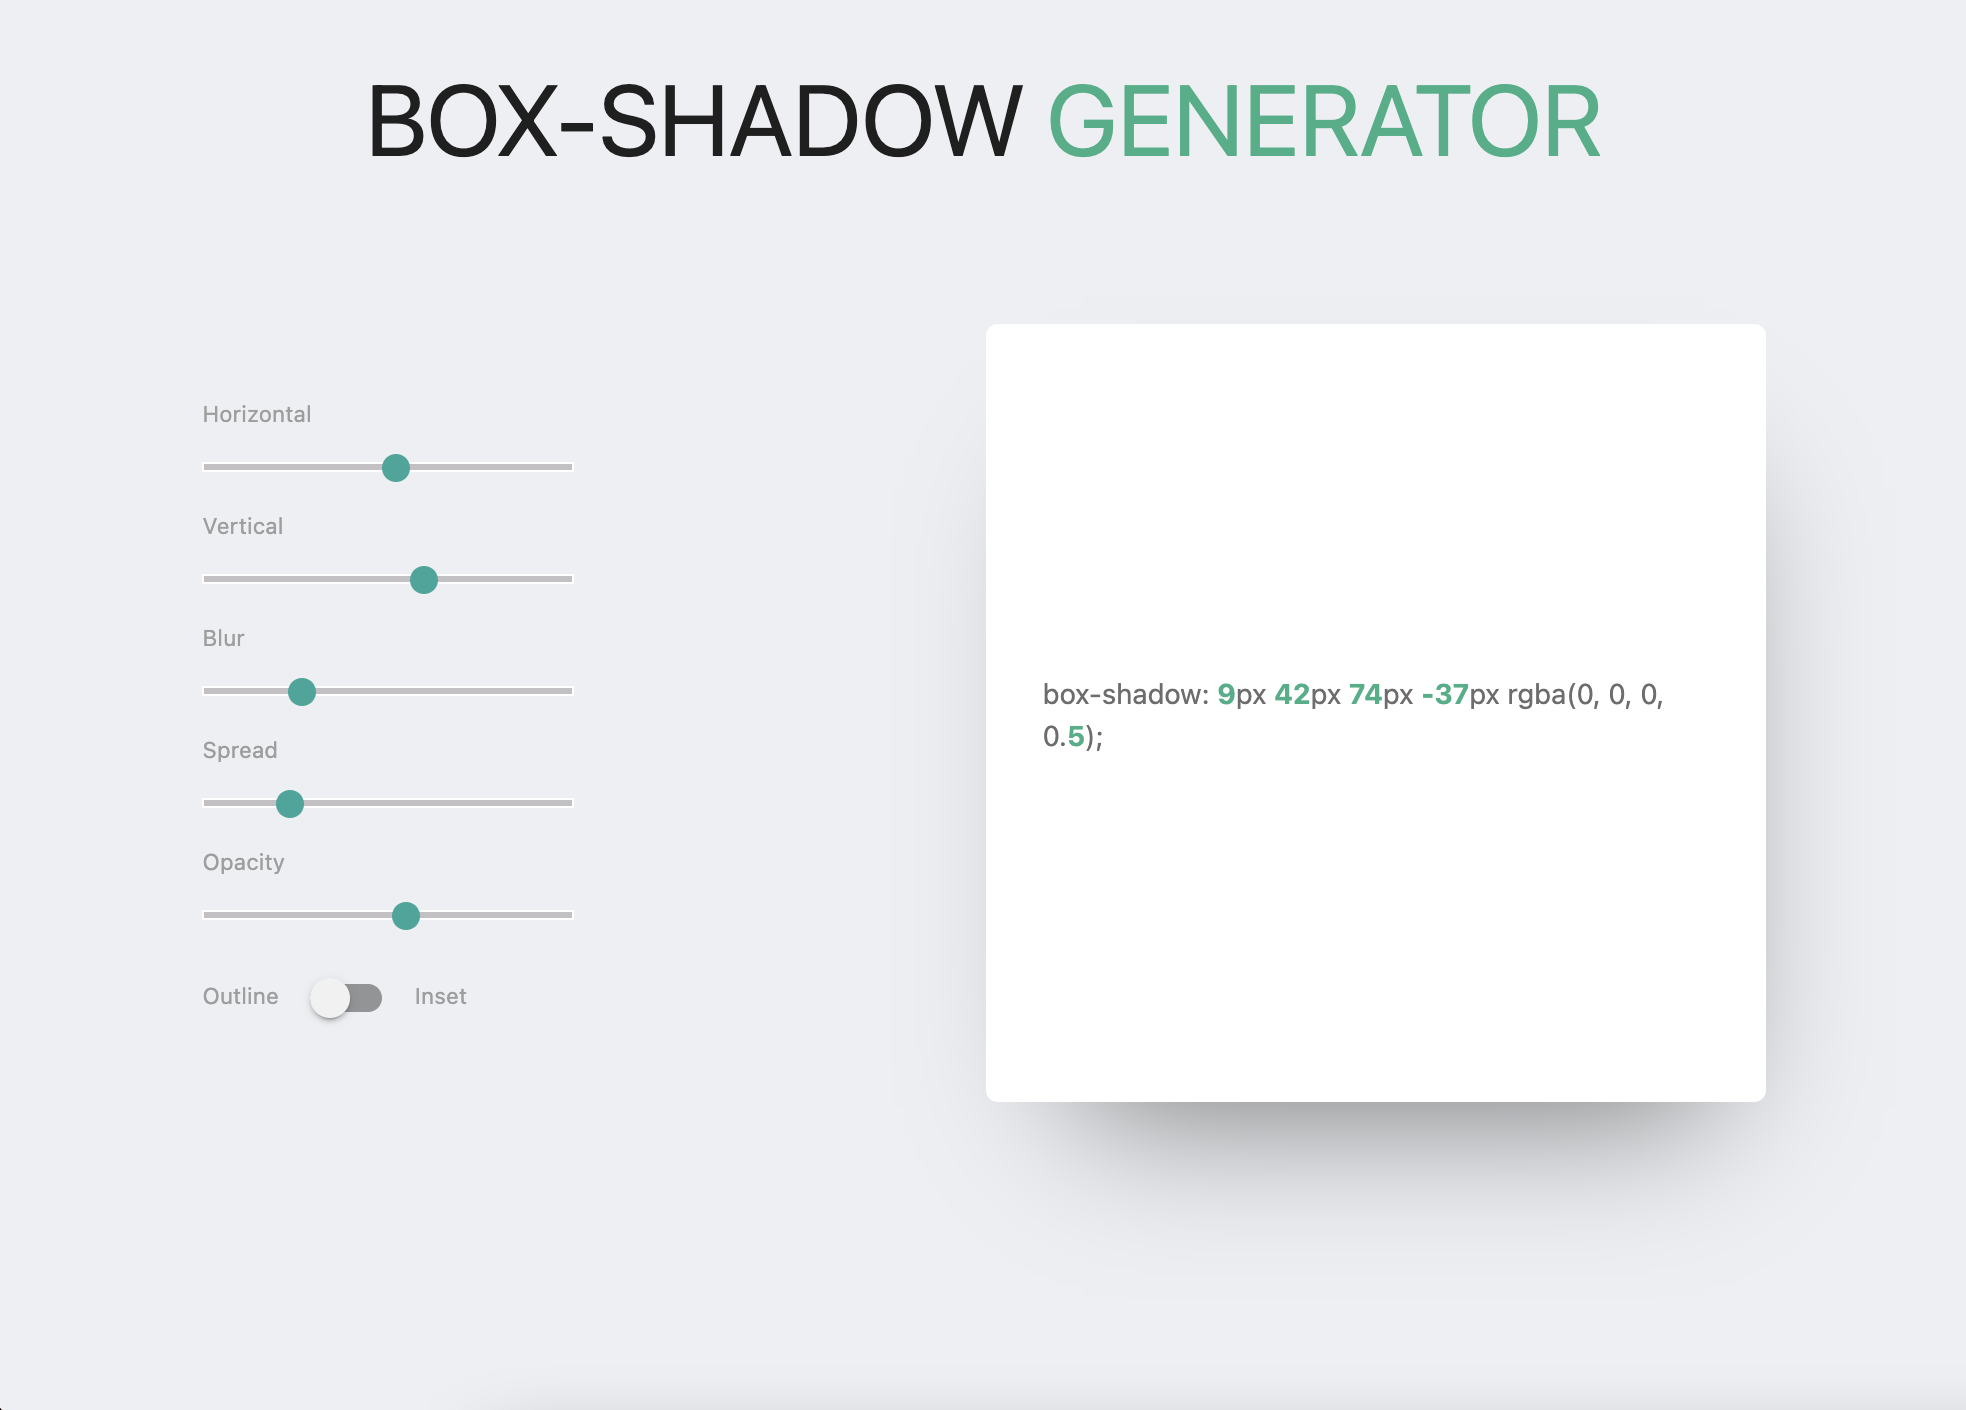 BOX-SHADOW GENERATOR
Horizontal
Vertical
Blur
Spread
Opacity
Outline Inset
box-shadow: 9px 42px 74px -37px rgba(0, 0, 0,
0.5);